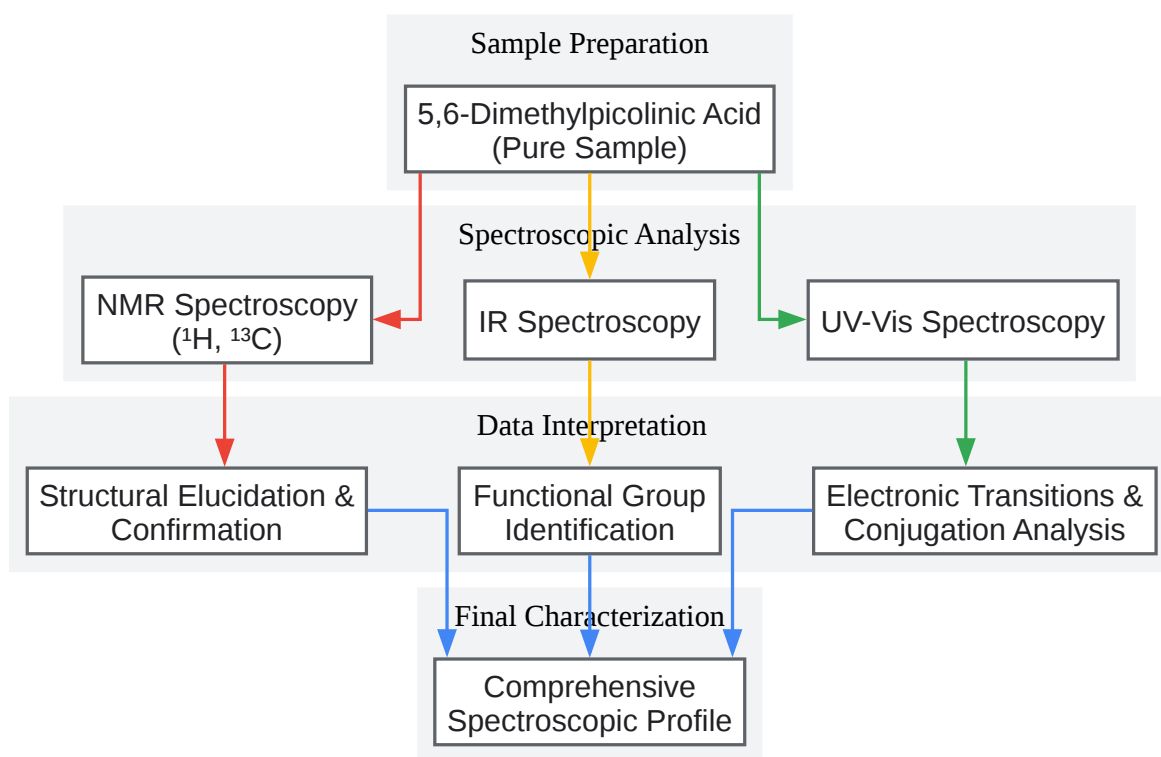 Sample Preparation
5,6-Dimethylpicolinic Acid
(Pure Sample)
Spectroscopic Analysis
NMR Spectroscopy
(¹H, ¹³C)
IR Spectroscopy
UV-Vis Spectroscopy
Data Interpretation
Structural Elucidation &
Confirmation
Functional Group
Identification
Electronic Transitions &
Conjugation Analysis
Final Characterization
Comprehensive
Spectroscopic Profile